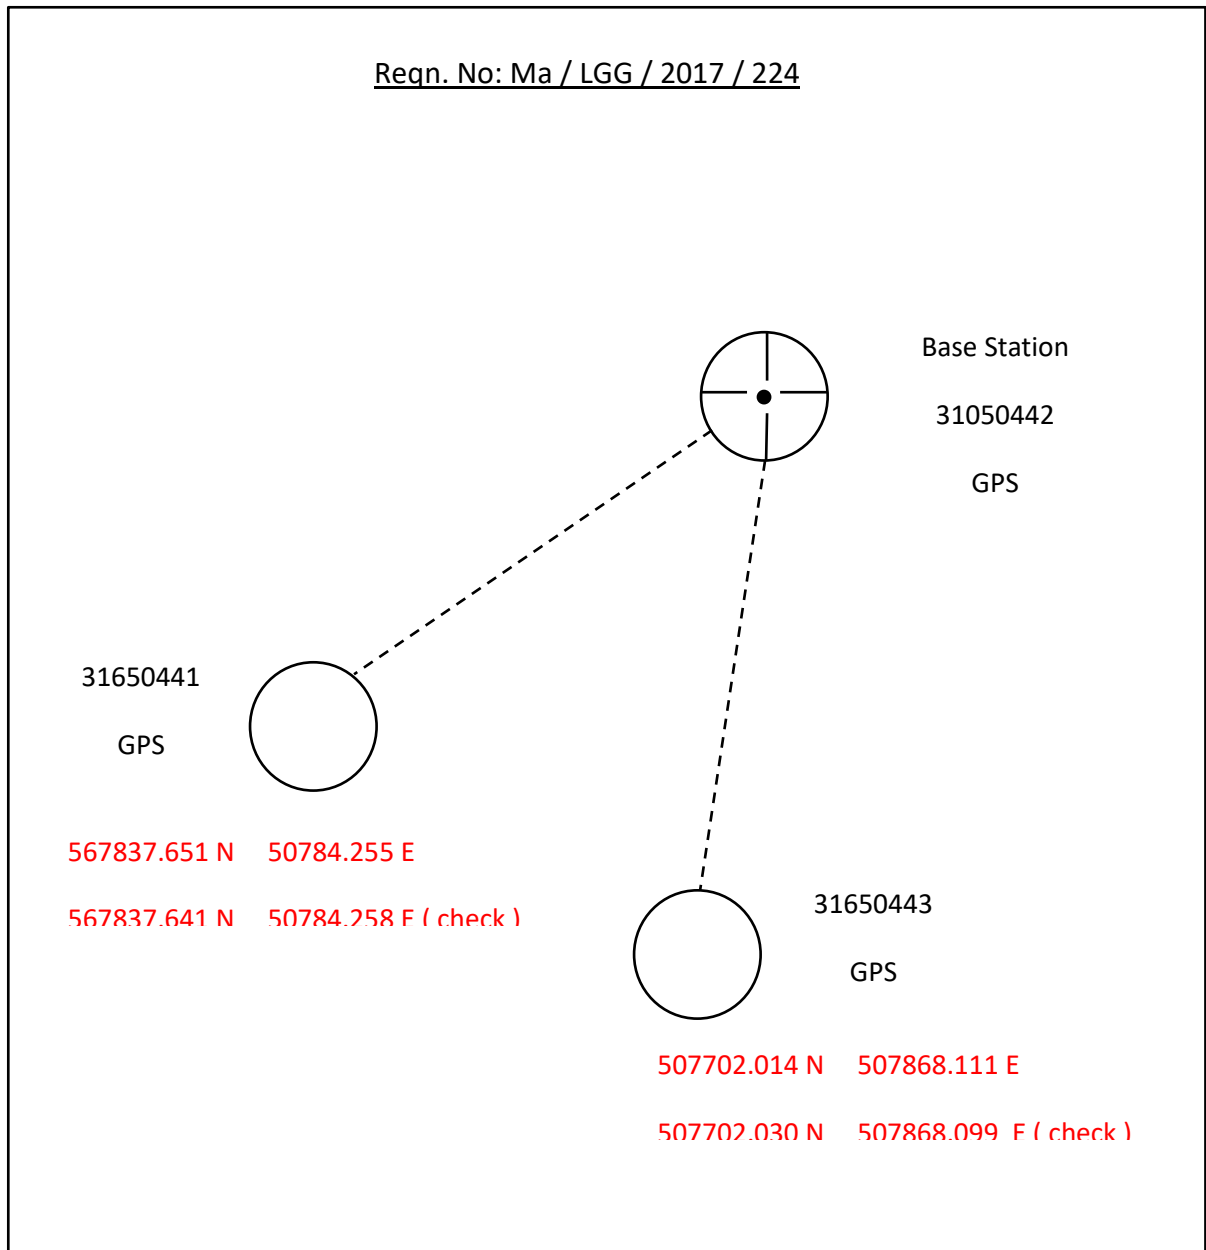 Reqn. No: Ma / LGG / 2017 / 224
Base Station
31050442
GPS
31650441
GPS
567837.651 N 50784.255 E
567837.641 N 50784.258 E ( check )
31650443
GPS
507702.014 N 507868.111 E
507702.030 N 507868.099 E ( check )